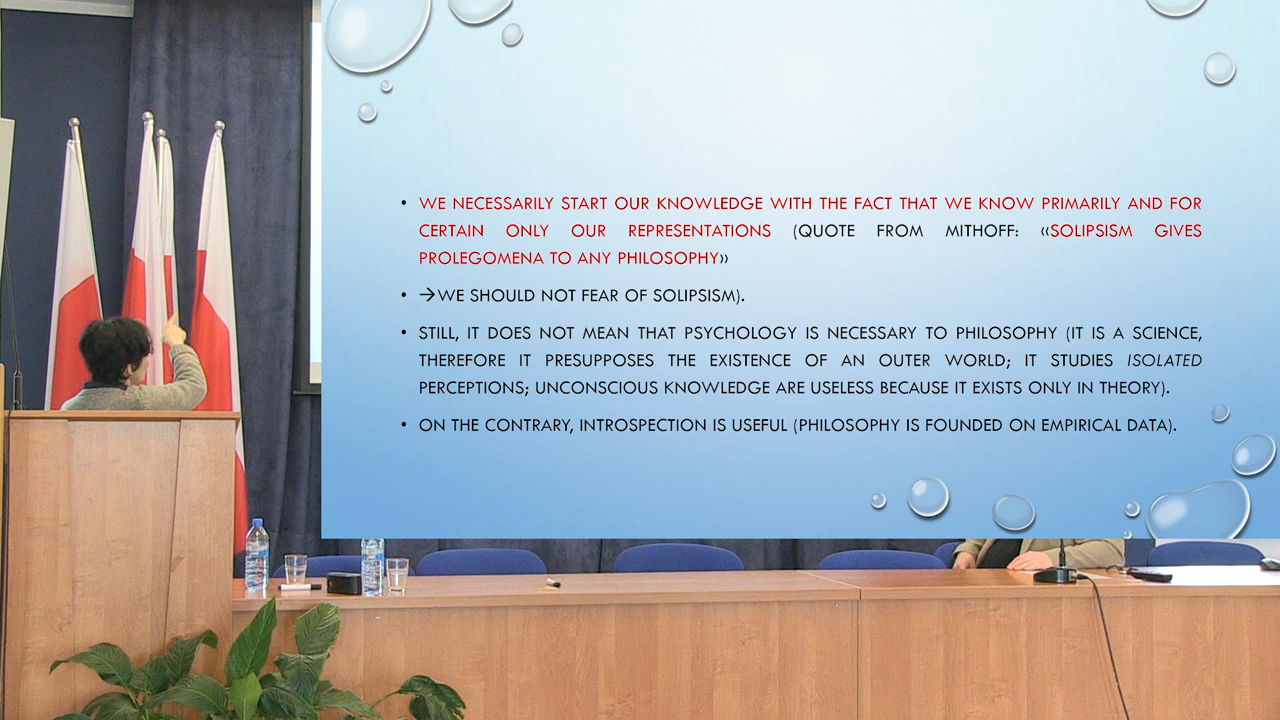 • WE NECESSARILY START OUR KNOWLEDGE WITH THE FACT THAT WE KNOW PRIMARILY AND FOR
CERTAIN ONLY OUR REPRESENTATIONS (QUOTE FROM MITHOFF: «SOLIPSISM GIVES
PROLEGOMENA TO ANY PHILOSOPHY»
• →WE SHOULD NOT FEAR OF SOLIPSISM).
• STILL, IT DOES NOT MEAN THAT PSYCHOLOGY IS NECESSARY TO PHILOSOPHY (IT IS A SCIENCE,
THEREFORE IT PRESUPPOSES THE EXISTENCE OF AN OUTER WORLD; IT STUDIES ISOLATED
PERCEPTIONS; UNCONSCIOUS KNOWLEDGE ARE USELESS BECAUSE IT EXISTS ONLY IN THEORY).
• ON THE CONTRARY, INTROSPECTION IS USEFUL (PHILOSOPHY IS FOUNDED ON EMPIRICAL DATA).